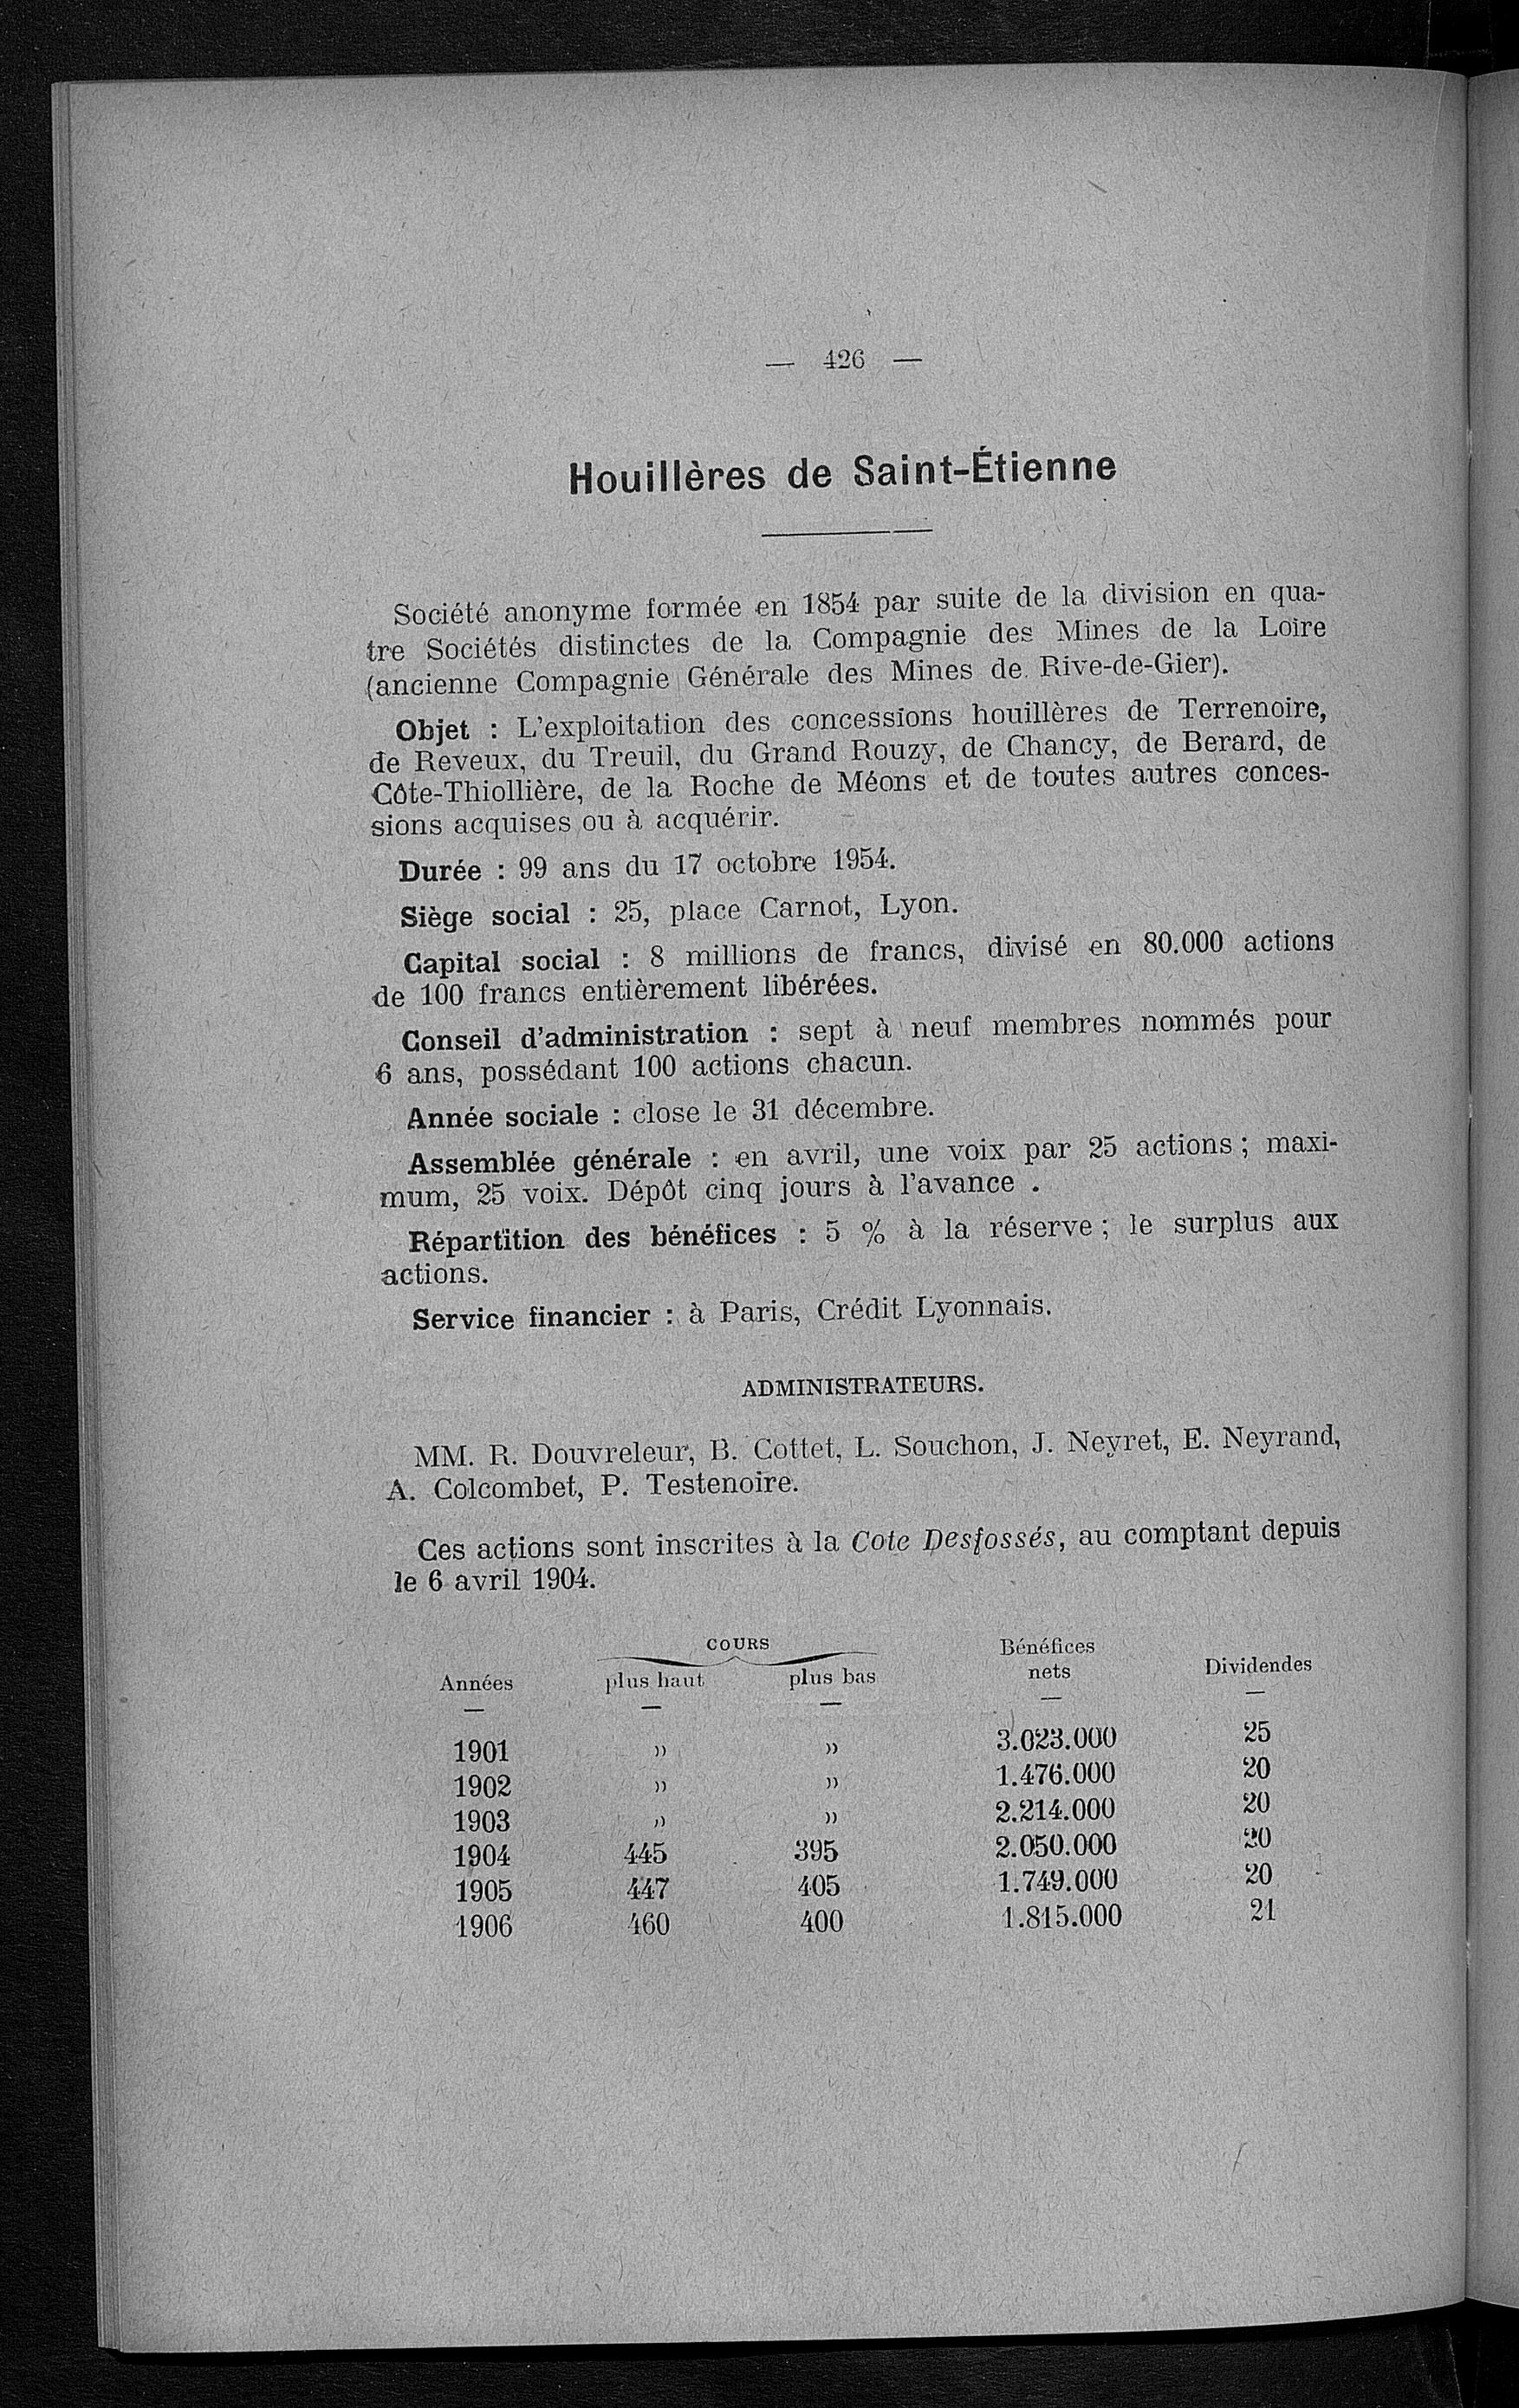 — 426 —
Houillères de Saint-Étienne
Société anonyme formée en 1854 par suite de la division en qua-
tre Sociétés distinctes de la Compagnie des Mines de la Loire
(ancienne Compagnie Générale des Mines de Rive-de-Gier).
Objet : L'exploitation des concessions houillères de Terrenoire,
de Reveux, du Treuil, du Grand Rouzy, de Chancy, de Berard, de
Côte-Thiollière, de la Roche de Méons et de toutes autres conces-
sions acquises ou à acquérir.
Durée : 99 ans du 17 octobre 1954.
Siège social : 25, place Carnot, Lyon.
Capital social : 8 millions de francs, divisé en 80.000 actions
de 100 francs entièrement libérées.
Conseil d'administration : sept à neuf membres nommés pour
6 ans, possédant 100 actions chacun.
Année sociale : close le 31 décembre.
Assemblée générale : en avril, une voix par 25 actions ; maxi-
mum, 25 voix. Dépôt cinq jours à l'avance .
Répartition des bénéfices : 5 % à la réserve ; le surplus aux
actions.
Service financier : à Paris, Crédit Lyonnais.
ADMINISTRATEURS.
MM. R. Douvreleur, B. Cottet, L. Souchon, J. Neyret, E. Neyrand,
A. Colcombet, P. Testenoire.
Ces actions sont inscrites à la Cote Desfossés, au comptant depuis
le 6 avril 1904.
COURS Bénéfices
Années plus haut plus bas nets Dividendes
— — — — —
1901 » » 3.023.000 25
1902 » » 1.476.000 20
1903 » » 2.214.000 20
1904 445 395 2.050.000 20
1905 447 405 1.749.000 20
1906 460 400 1.815.000 21